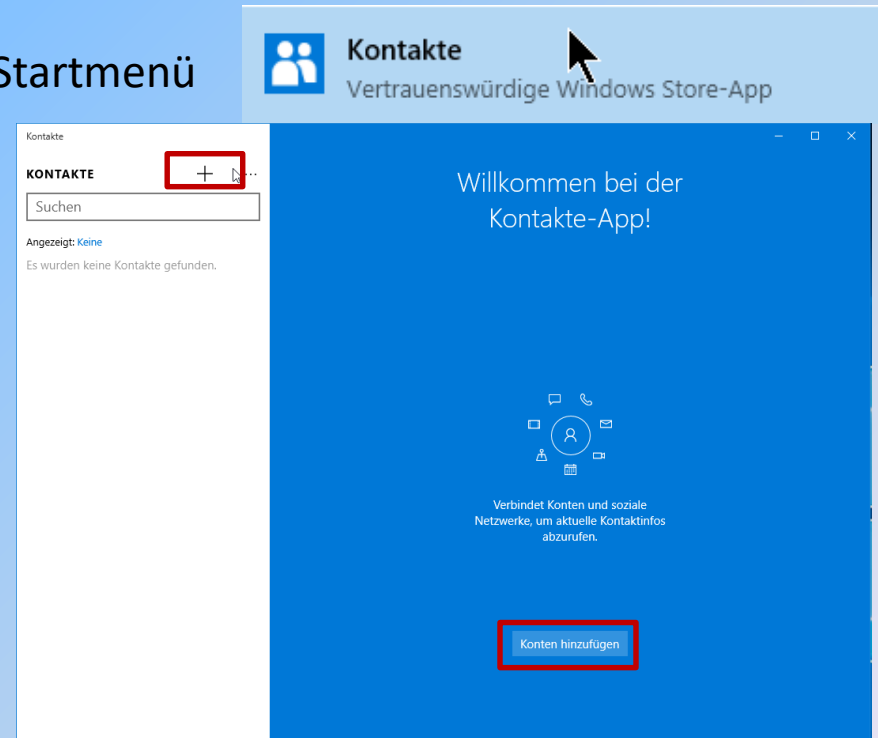 Startmenü
Kontakte
Vertrauenswürdige Windows Store-App
Kontakte
KONTAKTE
Suchen
Angezeigt: Keine
Es wurden keine Kontakte gefunden.
Willkommen bei der
Kontakte-App!
Verbindet Konten und soziale
Netzwerke, um aktuelle Kontaktinfos
abzurufen.
Konten hinzufügen